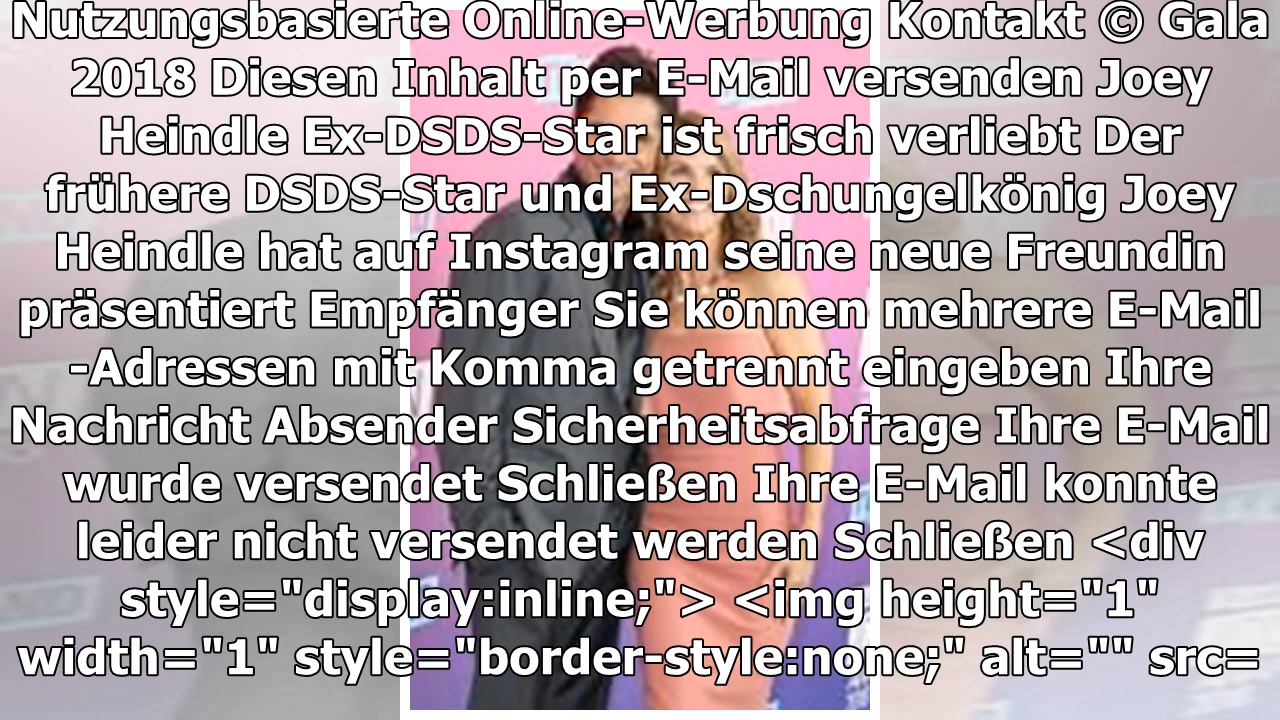 Nutzungsbasierte Online-Werbung Kontakt © Gala
2018 Diesen Inhalt per E-Mail versenden Joey
Heindle Ex-DSDS-Star ist frisch verliebt Der
frühere DSDS-Star und Ex-Dschungelkönig Joey
Heindle hat auf Instagram seine neue Freundin
präsentiert Empfänger Sie können mehrere E-Mail
-Adressen mit Komma getrennt eingeben Ihre
Nachricht Absender Sicherheitsabfrage Ihre E-Mail
wurde versendet Schließen Ihre E-Mail konnte
leider nicht versendet werden Schließen <div
style="display:inline;"> <img height="1"
width="1" style="border-style:none;" alt="" src=